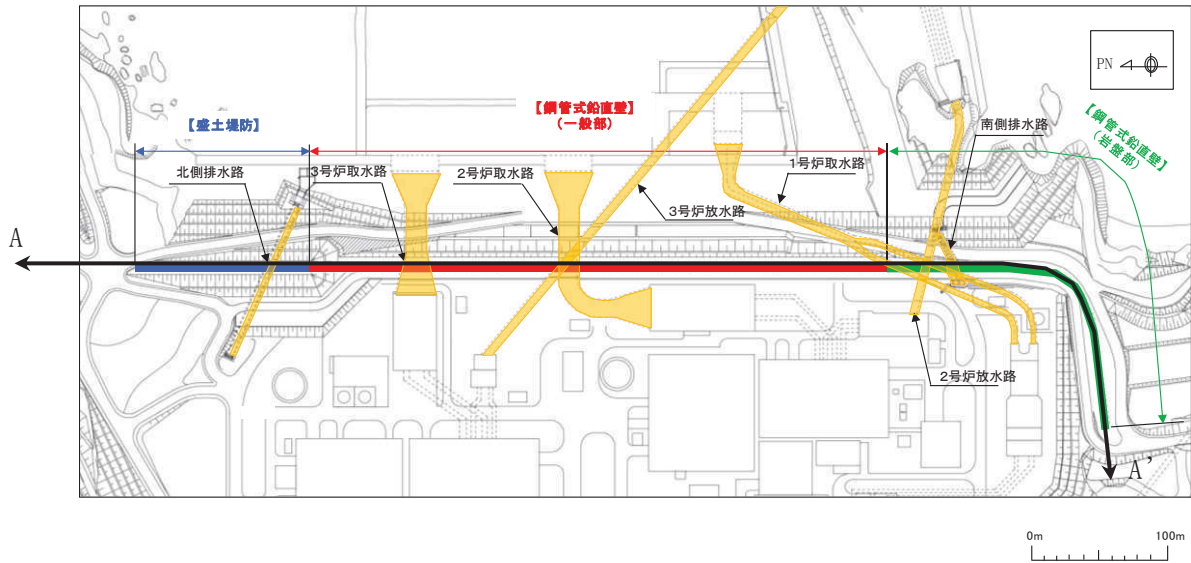 PN
【盛土堤防】
【鋼管式鉛直壁】
（一般部）
【鋼管式鉛直壁】
（岩盤部）
北側排水路
3号炉取水路
2号炉取水路
3号炉放水路
1号炉取水路
南側排水路
2号炉放水路
A
A’
0m
100m